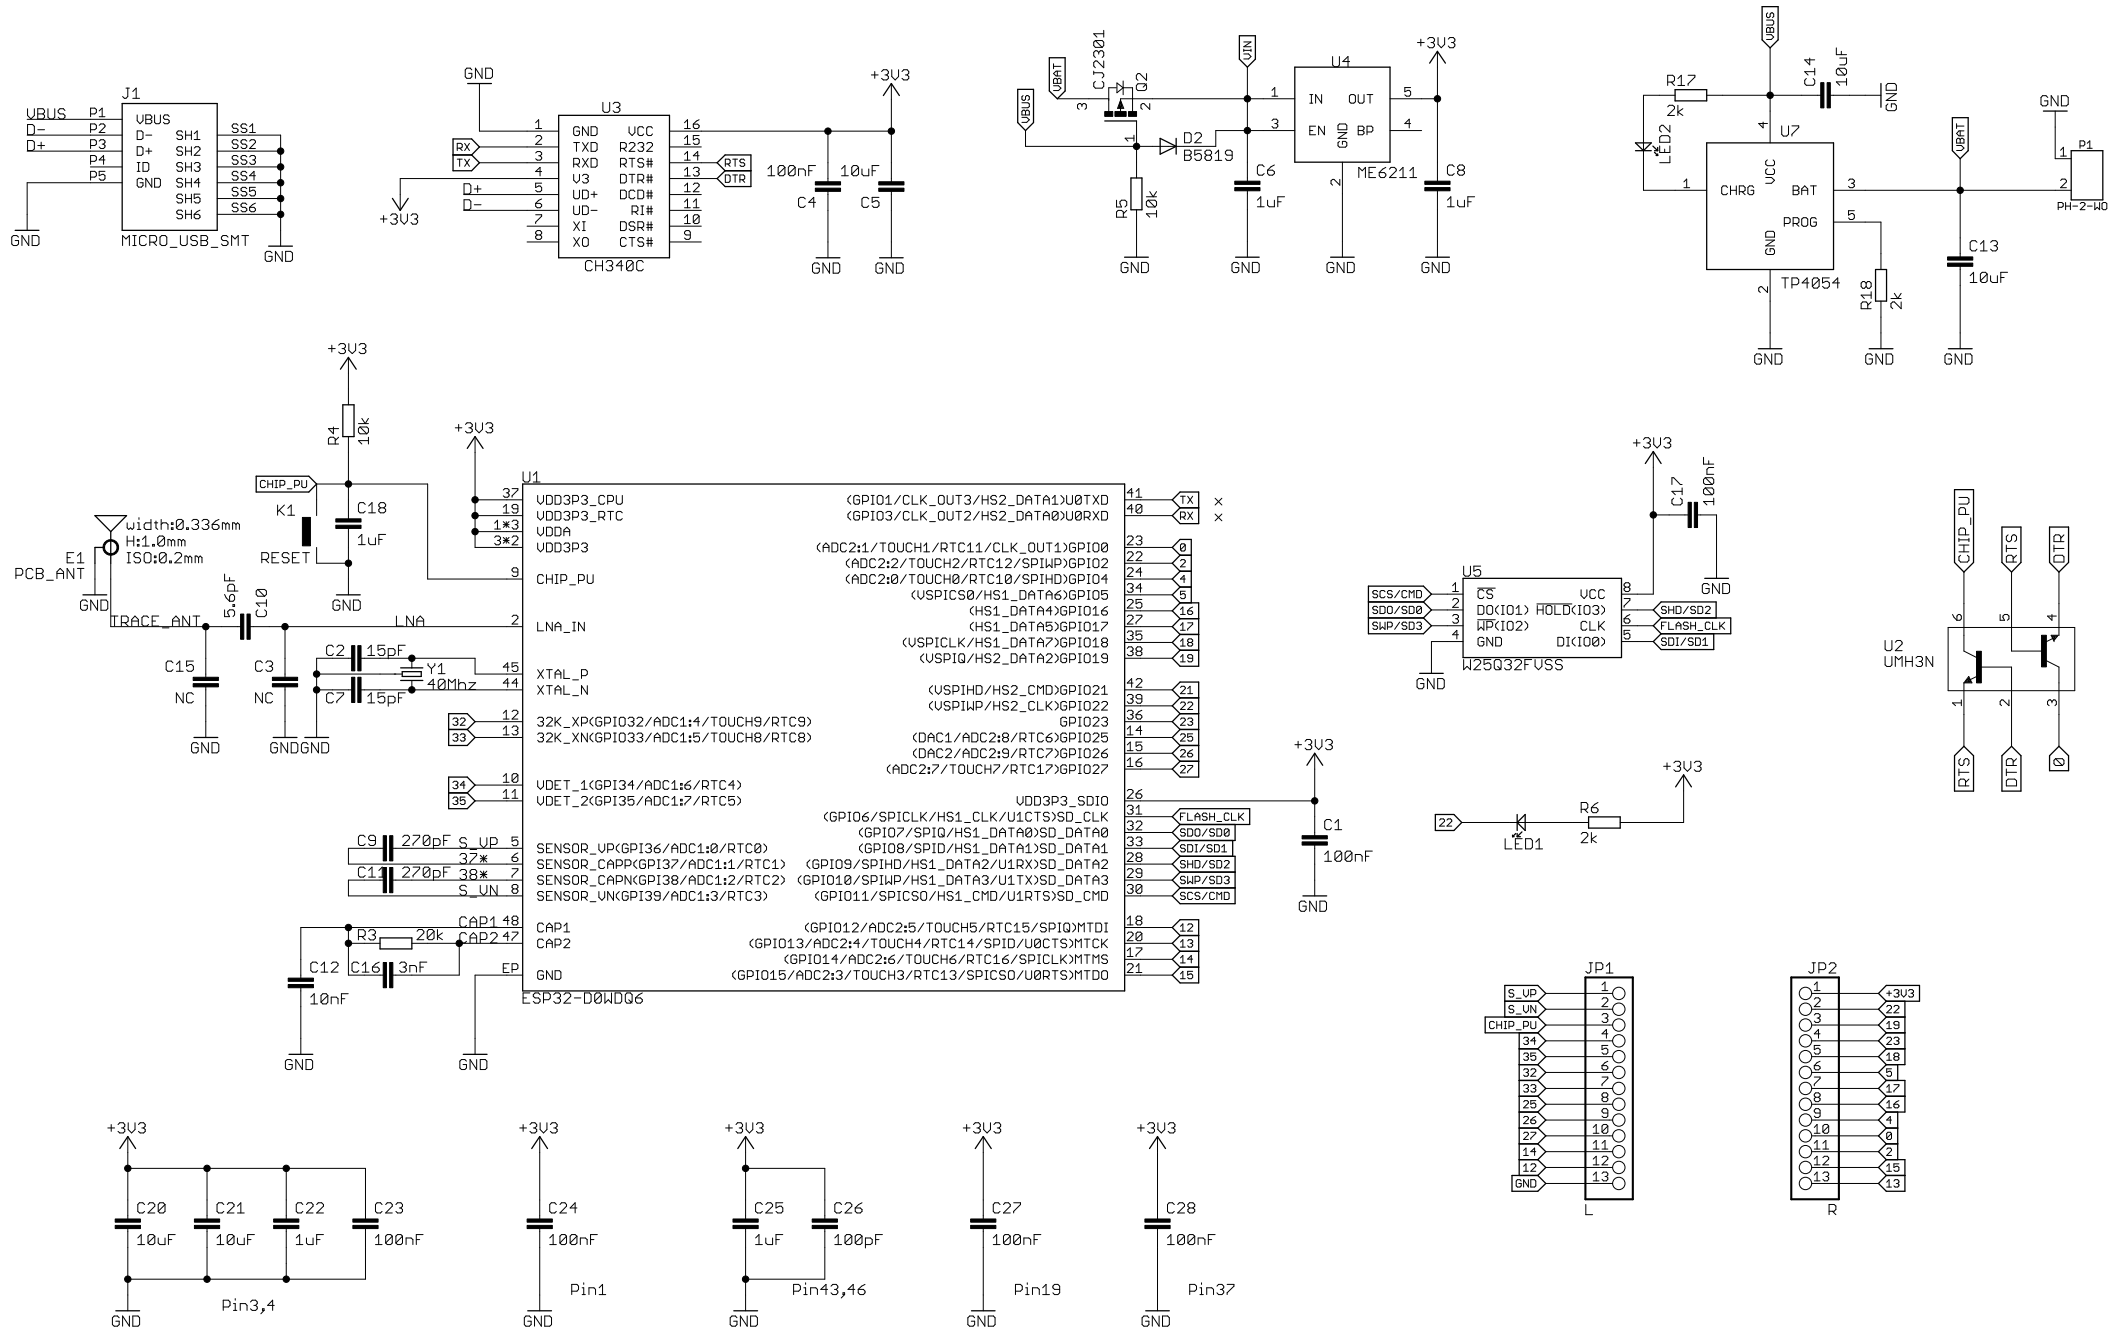 J1
VBUS P1 VBUS
D- P2 D- SH1 SS1
D+ P3 D+ SH2 SS2
P4 ID SH3 SS3
P5 GND SH4 SS4
SH5 SS5
SH6 SS6
MICRO_USB_SMT
GND
GND
GND
U3
+3V3
1 GND VCC 16
RX 2 TXD R232 15
TX 3 RXD RTS# 14 RTS
4 V3 DTR# 13 DTR
D+ 5 UD+ DCD# 12
D- 6 UD- RI# 11
7 XI DSR# 10
8 XO CTS# 9
CH340C
+3V3
100nF
C4
10uF
C5
GND
GND
VBUS
VBAT
CJ2301
Q2
3
2
1
D2
B5819
R5
10k
GND
VIN
C6
1uF
GND
U4
1 IN OUT 5
3 EN BP 4
GND
2
ME6211
GND
+3V3
C8
1uF
GND
VBUS
R17
2k
LED2
C14
10uF
GND
4
U7
VCC
1 CHRG BAT 3
PROG 5
GND
2
TP4054
GND
R18
2k
GND
VBAT
C13
10uF
GND
GND
P1
1
2
PH-2-WO
+3V3
R4
10k
CHIP_PU
K1
RESET
C18
1uF
GND
+3V3
E1
PCB_ANT
width:0.336mm
H:1.0mm
ISO:0.2mm
GND
TRACE_ANT
5.6pF
C10
LNA
C15
NC
GND
C3
NC
GND
C2 15pF
Y1
40Mhz
C7 15pF
GND
U1
37 VDD3P3_CPU
19 VDD3P3_RTC
1*3 VDDA
3*2 VDD3P3
9 CHIP_PU
2 LNA_IN
45 XTAL_P
44 XTAL_N
32 12 32K_XP(GPIO32/ADC1:4/TOUCH9/RTC9)
33 13 32K_XN(GPIO33/ADC1:5/TOUCH8/RTC8)
34 10 VDET_1(GPI34/ADC1:6/RTC4)
35 11 VDET_2(GPI35/ADC1:7/RTC5)
C9 270pF S_VP 5 SENSOR_VP(GPI36/ADC1:0/RTC0)
37* 6 SENSOR_CAPP(GPI37/ADC1:1/RTC1)
C11 270pF 38* 7 SENSOR_CAPN(GPI38/ADC1:2/RTC2)
S_VN 8 SENSOR_VN(GPI39/ADC1:3/RTC3)
CAP1 48 CAP1
R3 20k CAP2 47 CAP2
C12
10nF
C16 3nF
EP GND
GND
GND
ESP32-D0WDQ6
(GPIO1/CLK_OUT3/HS2_DATA1)U0TXD 41 TX x
(GPIO3/CLK_OUT2/HS2_DATA0)U0RXD 40 RX x
(ADC2:1/TOUCH1/RTC11/CLK_OUT1)GPIO0 23 0
(ADC2:2/TOUCH2/RTC12/SPIWP)GPIO2 22 2
(ADC2:0/TOUCH0/RTC10/SPIHD)GPIO4 24 4
(VSPICS0/HS1_DATA6)GPIO5 34 5
(HS1_DATA4)GPIO16 25 16
(HS1_DATA5)GPIO17 27 17
(VSPICLK/HS1_DATA7)GPIO18 35 18
(VSPIQ/HS2_DATA2)GPIO19 38 19
(VSPIHD/HS2_CMD)GPIO21 42 21
(VSPIWP/HS2_CLK)GPIO22 39 22
GPIO23 36 23
(DAC1/ADC2:8/RTC6)GPIO25 14 25
(DAC2/ADC2:9/RTC7)GPIO26 15 26
(ADC2:7/TOUCH7/RTC17)GPIO27 16 27
VDD3P3_SDIO 26
(GPIO6/SPICLK/HS1_CLK/U1CTS)SD_CLK 31 FLASH_CLK
(GPIO7/SPIQ/HS1_DATA0)SD_DATA0 32 SDO/SD0
(GPIO8/SPID/HS1_DATA1)SD_DATA1 33 SDI/SD1
(GPIO9/SPIHD/HS1_DATA2/U1RX)SD_DATA2 28 SHD/SD2
(GPIO10/SPIWP/HS1_DATA3/U1TX)SD_DATA3 29 SWP/SD3
(GPIO11/SPICSO/HS1_CMD/U1RTS)SD_CMD 30 SCS/CMD
(GPIO12/ADC2:5/TOUCH5/RTC15/SPIQ)MTDI 18 12
(GPIO13/ADC2:4/TOUCH4/RTC14/SPID/U0CTS)MTCK 20 13
(GPIO14/ADC2:6/TOUCH6/RTC16/SPICLK)MTMS 17 14
(GPIO15/ADC2:3/TOUCH3/RTC13/SPICSO/U0RTS)MTDO 21 15
+3V3
C1
100nF
GND
+3V3
C17
100nF
GND
U5
SCS/CMD 1 CS VCC 8
SDO/SD0 2 DO(IO1) HOLD(IO3) 7 SHD/SD2
SWP/SD3 3 WP(IO2) CLK 6 FLASH_CLK
4 GND DI(IO0) 5 SDI/SD1
W25Q32FVSS
GND
CHIP_PU
RTS
DTR
6
5
4
U2
UMH3N
1
2
3
RTS
DTR
0
22
LED1
R6
2k
+3V3
JP1
S_VP 1
S_VN 2
CHIP_PU 3
34 4
35 5
32 6
33 7
25 8
26 9
27 10
14 11
12 12
GND 13
L
JP2
1 +3V3
2 22
3 19
4 23
5 18
6 5
7 17
8 16
9 4
10 0
11 2
12 15
13 13
R
+3V3
C20
10uF
C21
10uF
C22
1uF
C23
100nF
Pin3,4
GND
+3V3
C24
100nF
Pin1
GND
+3V3
C25
1uF
C26
100pF
Pin43,46
GND
+3V3
C27
100nF
Pin19
GND
+3V3
C28
100nF
Pin37
GND